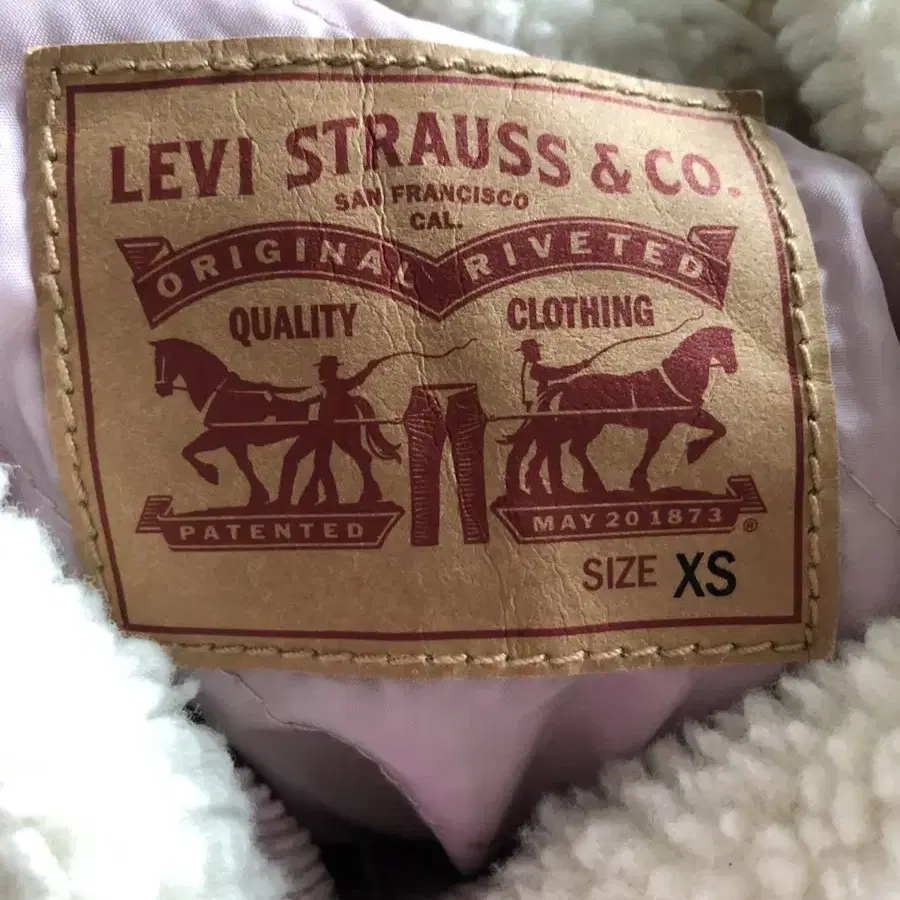 LEVI STRAUSS & CO.
SAN FRANCISCO
CAL.
ORIGINAL RIVETED
QUALITY CLOTHING
PATENTED MAY 20 1873 ®
SIZE XS